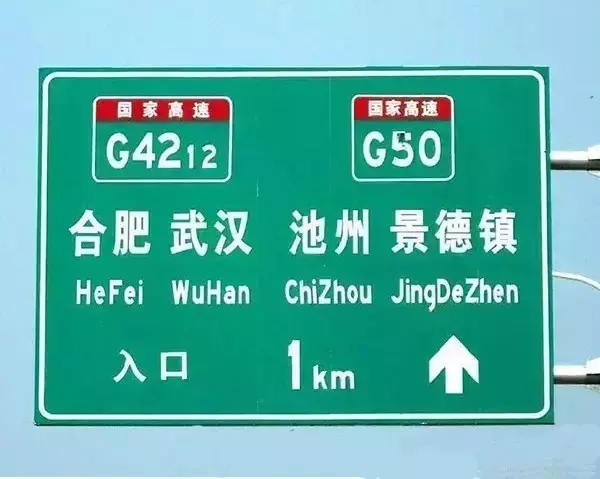 国家高速 国家高速
G4212 G50
合肥 武汉 池州 景德镇
HeFei WuHan ChiZhou JingDeZhen
入口 1km